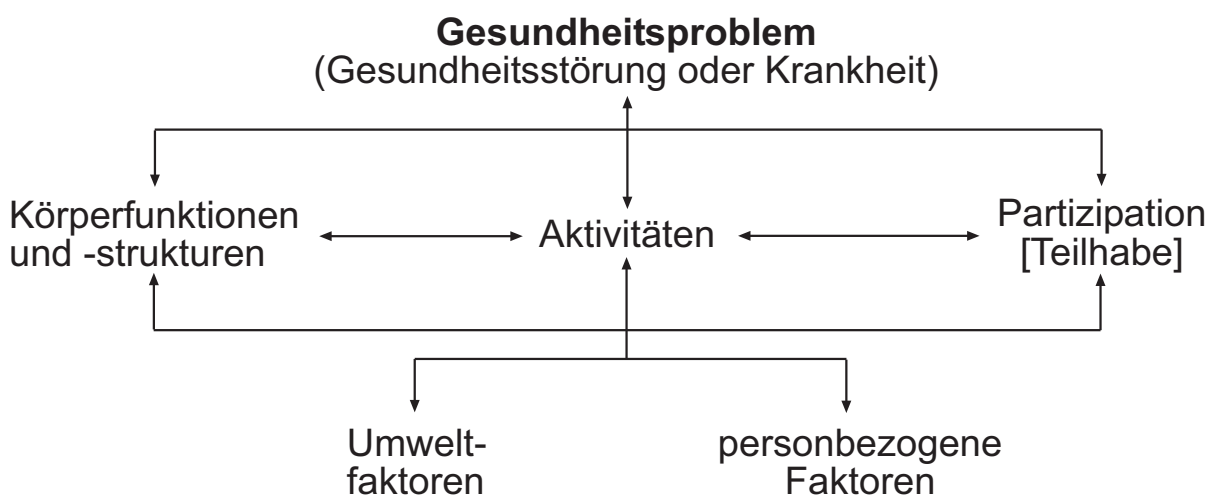 Gesundheitsproblem
(Gesundheitsstörung oder Krankheit)
Körperfunktionen
und -strukturen
Aktivitäten
Partizipation
[Teilhabe]
Umwelt-
faktoren
personbezogene
Faktoren